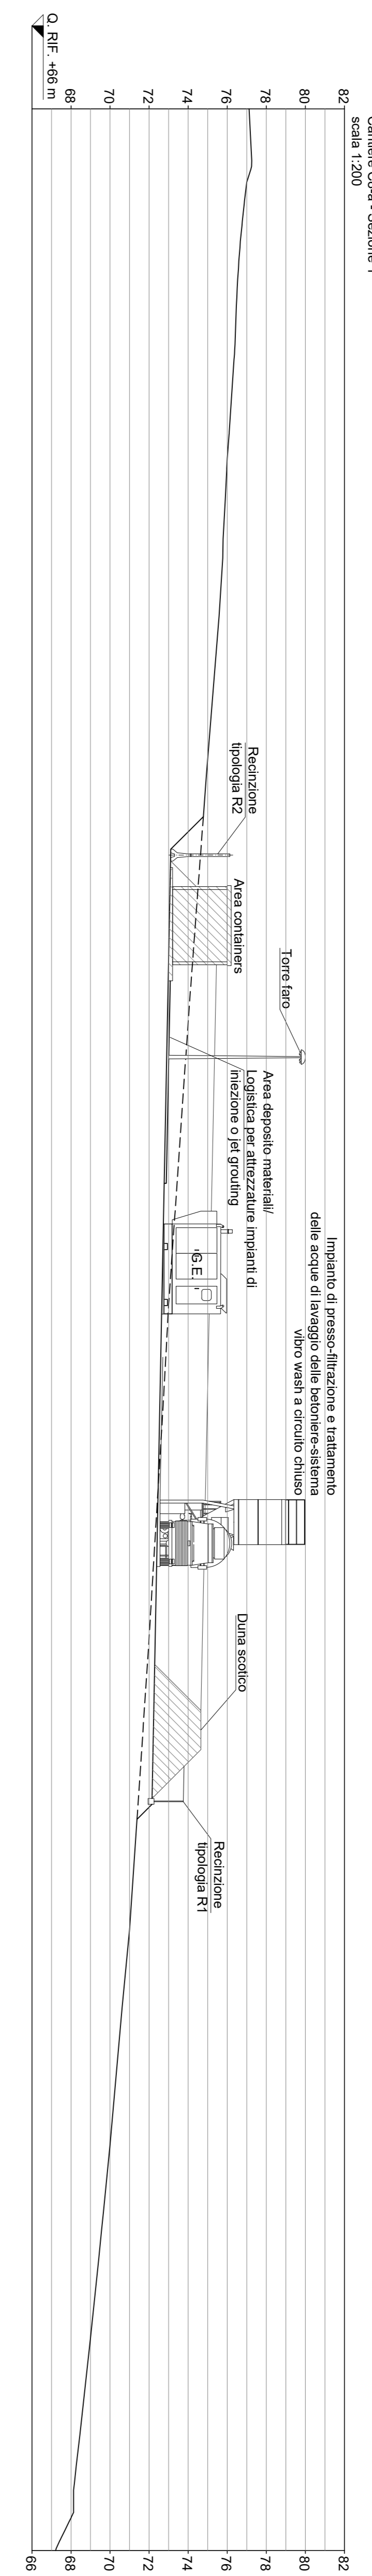 scala 1:200
82
80
78
76
74
72
70
68
Q. RIF. +66 m
Recinzione
tipologia R2
Area containers
Torre faro
Area deposito materiali/
Logistica per attrezzature impianti di
iniezione o jet grouting
"G.E."
Impianto di presso-filtrazione e trattamento
delle acque di lavaggio delle betoniere-sistema
vibro wash a circuito chiuso
Duna scotico
Recinzione
tipologia R1
82
80
78
76
74
72
70
68
66